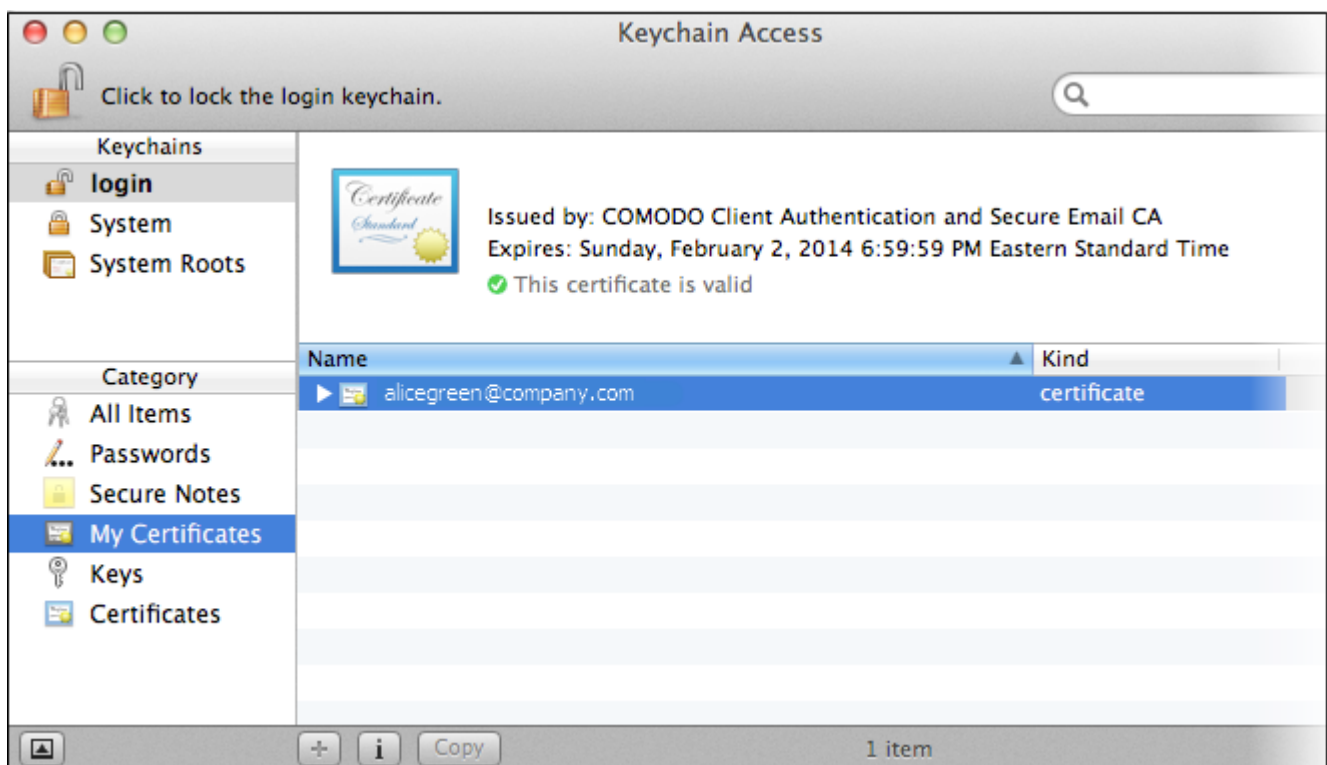 Keychain Access
Click to lock the login keychain.
Keychains
login
System
System Roots
Certificate
Standard
Issued by: COMODO Client Authentication and Secure Email CA
Expires: Sunday, February 2, 2014 6:59:59 PM Eastern Standard Time
This certificate is valid
Name Kind
alicegreen@company.com certificate
Category
All Items
Passwords
Secure Notes
My Certificates
Keys
Certificates
+ i Copy 1 item